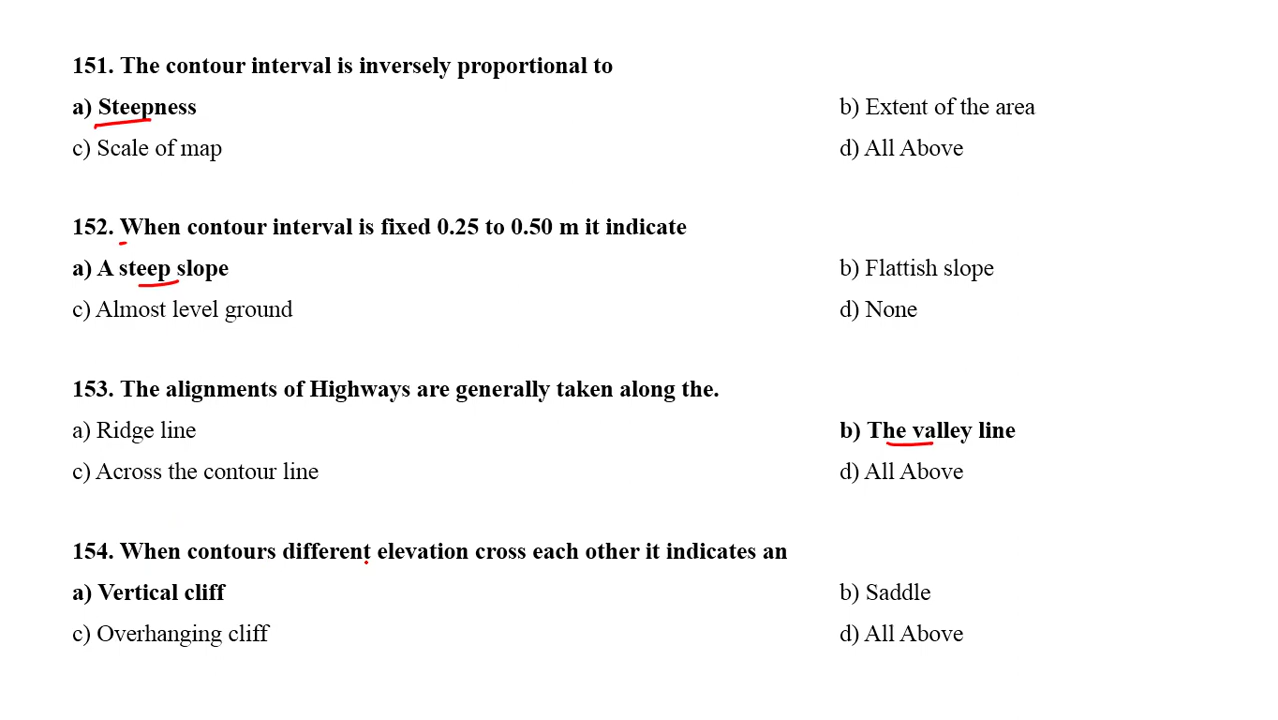 151. The contour interval is inversely proportional to
a) Steepness b) Extent of the area
c) Scale of map d) All Above
152. When contour interval is fixed 0.25 to 0.50 m it indicate
a) A steep slope b) Flattish slope
c) Almost level ground d) None
153. The alignments of Highways are generally taken along the.
a) Ridge line b) The valley line
c) Across the contour line d) All Above
154. When contours different elevation cross each other it indicates an
a) Vertical cliff b) Saddle
c) Overhanging cliff d) All Above